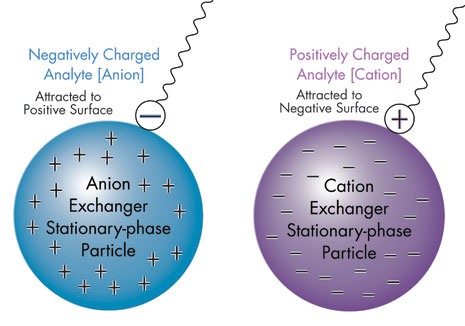 Negatively Charged
Analyte [Anion]
Attracted to
Positive Surface
−
Anion
Exchanger
Stationary-phase
Particle
Positively Charged
Analyte [Cation]
Attracted to
Negative Surface
+
Cation
Exchanger
Stationary-phase
Particle